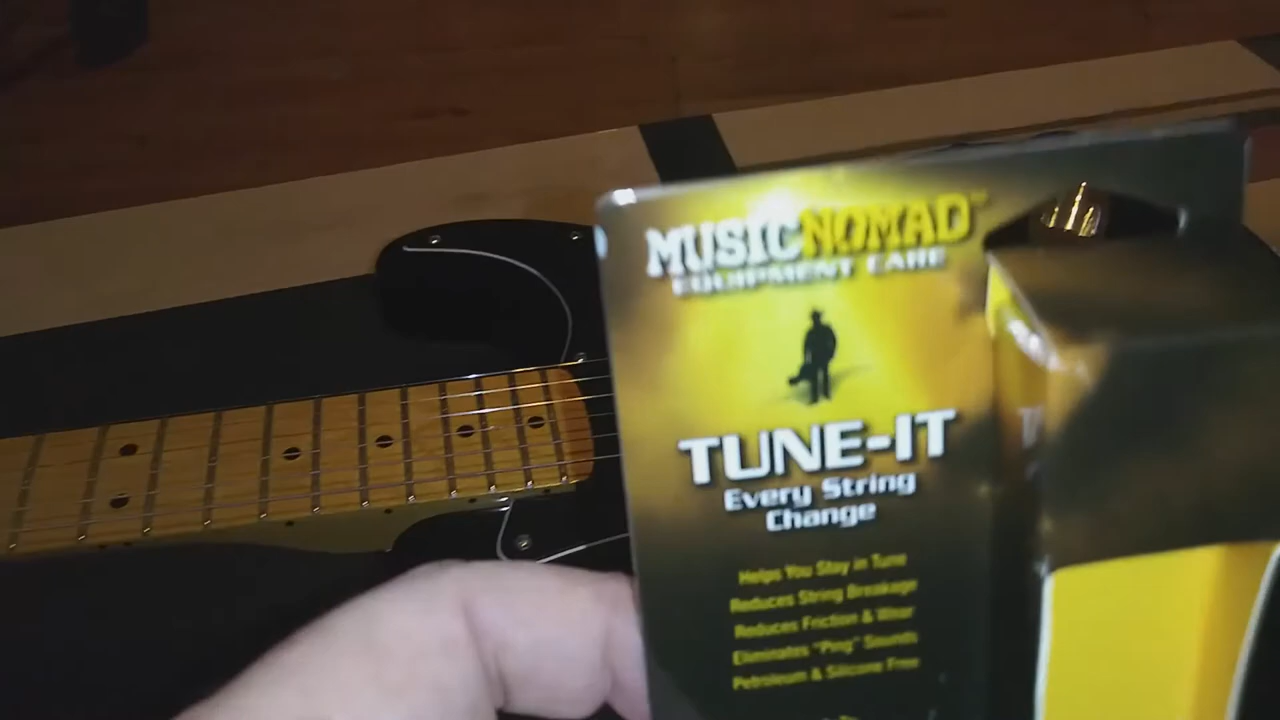 MUSICNOMAD™
EQUIPMENT CARE
TUNE-IT
Every String
Change
Helps You Stay in Tune
Reduces String Breakage
Reduces Friction & Wear
Eliminates "Ping" Sounds
Petroleum & Silicone Free